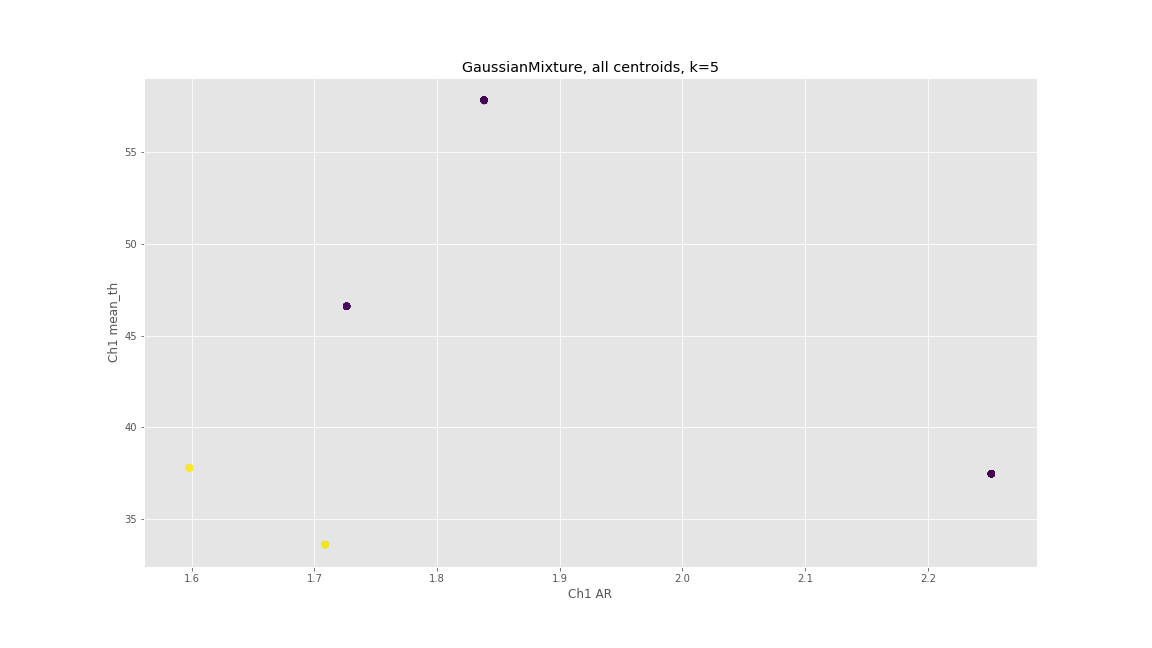 GaussianMixture, all centroids, k=5
55
50
45
40
35
Ch1 mean_th
1.6 1.7 1.8 1.9 2.0 2.1 2.2
Ch1 AR